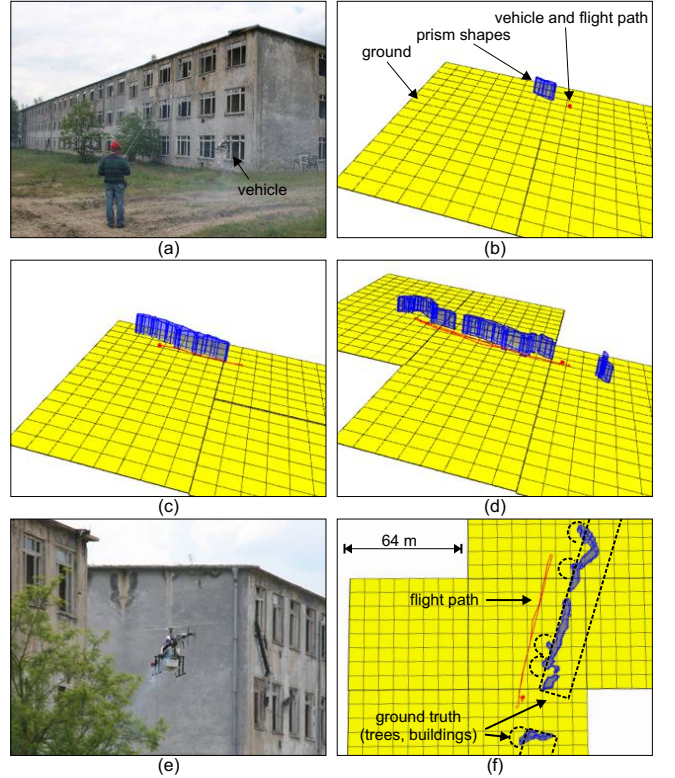 vehicle
(a)
vehicle and flight path
prism shapes
ground
(b)
(c)
(d)
(e)
64 m
flight path
ground truth
(trees, buildings)
(f)